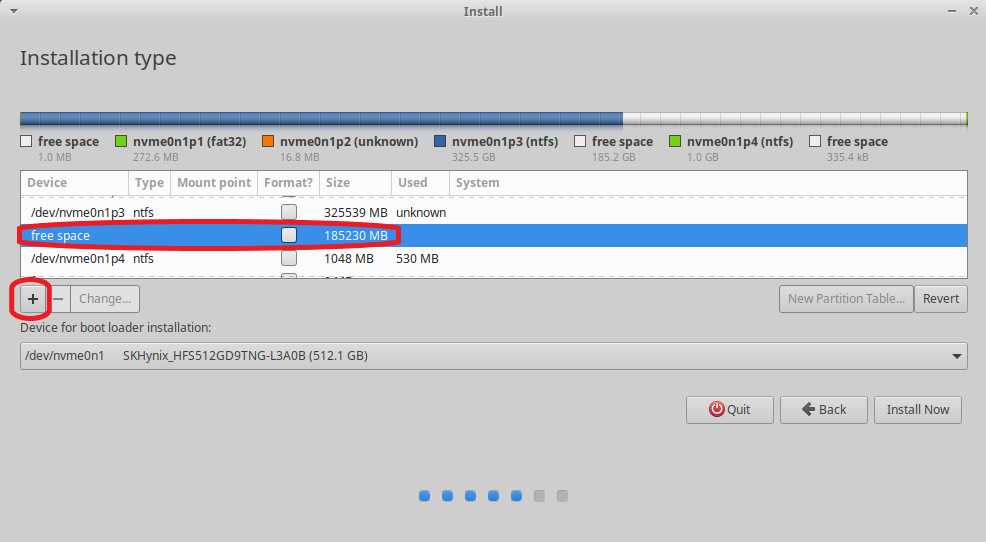 Install
Installation type
free space nvme0n1p1 (fat32) nvme0n1p2 (unknown) nvme0n1p3 (ntfs) free space nvme0n1p4 (ntfs) free space
1.0 MB 272.6 MB 16.8 MB 325.5 GB 185.2 GB 1.0 GB 335.4 kB
Device Type Mount point Format? Size Used System
/dev/nvme0n1p3 ntfs 325539 MB unknown
free space 185230 MB
/dev/nvme0n1p4 ntfs 1048 MB 530 MB
+ − Change... New Partition Table... Revert
Device for boot loader installation:
/dev/nvme0n1 SKHynix_HFS512GD9TNG-L3A0B (512.1 GB)
Quit Back Install Now